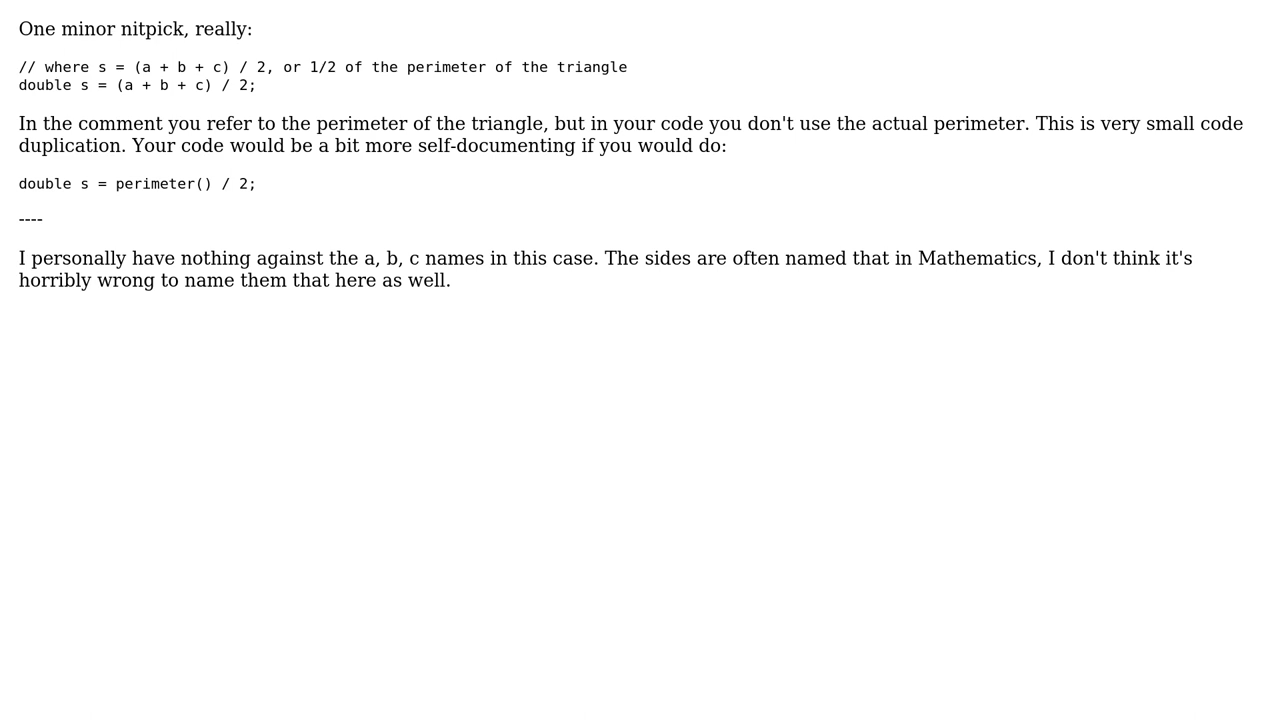 One minor nitpick, really:
// where s = (a + b + c) / 2, or 1/2 of the perimeter of the triangle
double s = (a + b + c) / 2;
In the comment you refer to the perimeter of the triangle, but in your code you don't use the actual perimeter. This is very small code
duplication. Your code would be a bit more self-documenting if you would do:
double s = perimeter() / 2;
----
I personally have nothing against the a, b, c names in this case. The sides are often named that in Mathematics, I don't think it's
horribly wrong to name them that here as well.